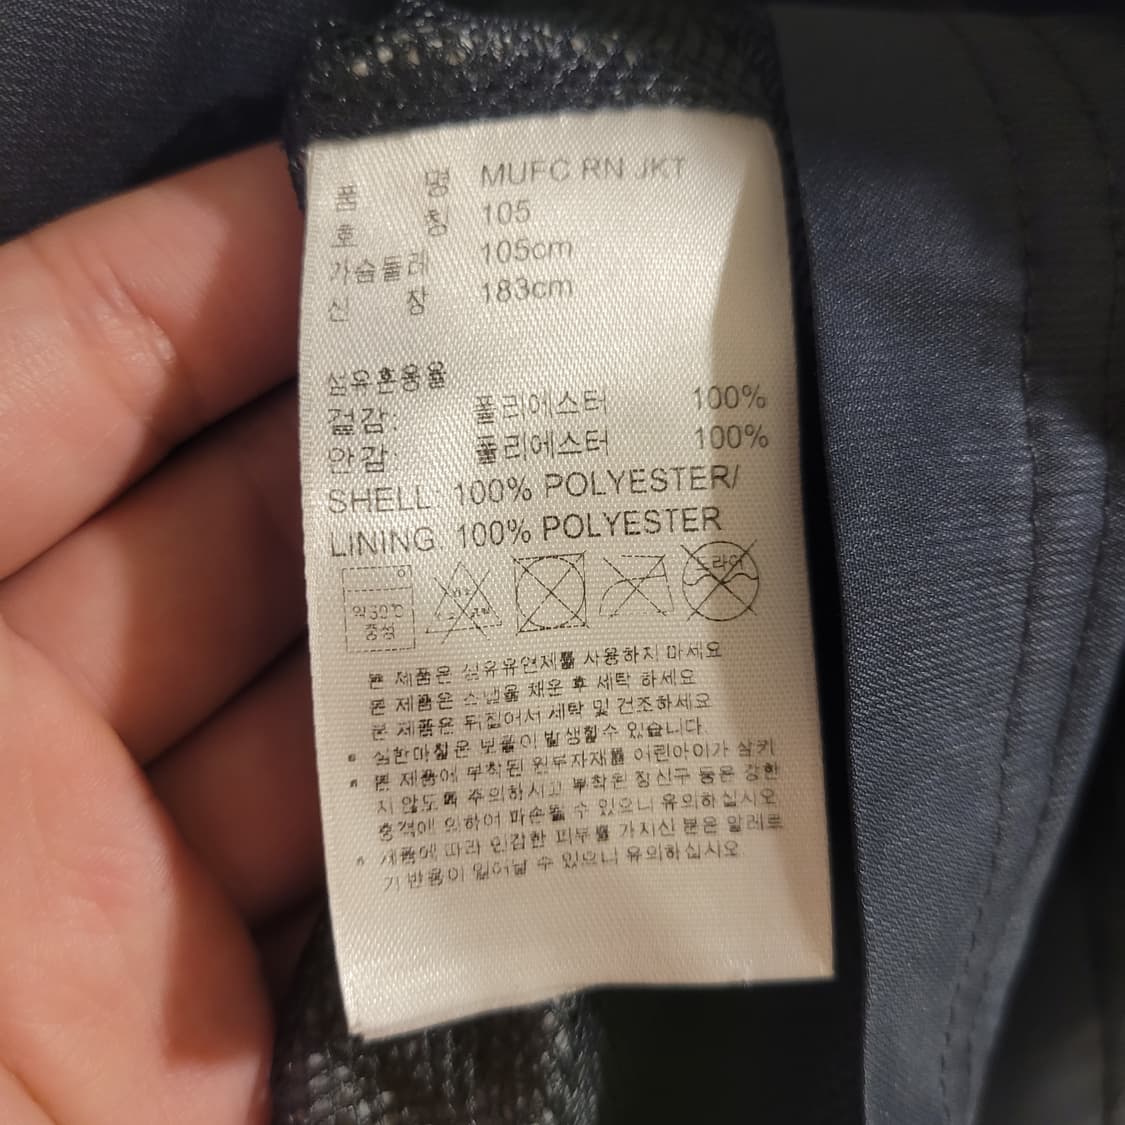 품 명 MUFC RN JKT
호 칭 105
가슴둘레 105cm
신 장 183cm
섬유혼용율
겉감: 폴리에스터 100%
안감: 폴리에스터 100%
SHELL: 100% POLYESTER/
LINING: 100% POLYESTER
약30℃
중성
드라이
본 제품은 섬유유연제를 사용하지 마세요
본 제품은 스냅을 채운 후 세탁 하세요
본 제품은 뒤집어서 세탁 및 건조하세요
* 심한마찰은 보풀이 발생할수 있습니다.
* 본 제품에 부착된 원부자재를 어린아이가 삼키
지 않도록 주의하시고 부착된 장신구 등은 강한
충격에 의하여 파손될 수 있으니 유의하십시오
* 제품에 따라 민감한 피부를 가지신 분은 알레르
기 반응이 일어날 수 있으니 유의하십시오